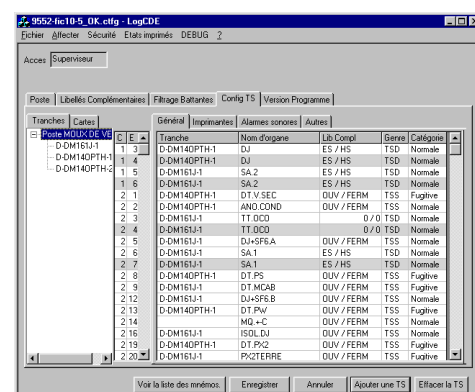 9552-fic10-5_OK.ctfg - LogCDE
Fichier Affecter Sécurité Etats imprimés DEBUG ?
Acces Superviseur
Poste Libellés Complémentaires Filtrage Battantes Config TS Version Programme
Tranches Cartes
Général Imprimantes Alarmes sonores Autres
Poste MOUX DE VE
D-DM161J-1
D-DM140PTH-1
D-DM140PTH-2
C E Tranche Nom d'organe Lib Compl Genre Catégorie
1 3 D-DM140PTH-1 DJ ES / HS TSD Normale
1 4 D-DM140PTH-1 DJ ES / HS TSD Normale
1 5 D-DM161J-1 SA.2 ES / HS TSD Normale
1 6 D-DM161J-1 SA.2 ES / HS TSD Normale
2 1 D-DM140PTH-1 DT.V.SEC OUV / FERM TSS Fugitive
2 2 D-DM140PTH-1 ANO.COND OUV / FERM TSS Normale
2 3 D-DM161J-1 TT.OCO 0 / 0 TSD Normale
2 4 D-DM161J-1 TT.OCO 0 / 0 TSD Normale
2 5 D-DM161J-1 DJ+SF6.A OUV / FERM TSS Normale
2 6 D-DM161J-1 SA.1 ES / HS TSD Normale
2 7 D-DM161J-1 SA.1 ES / HS TSD Normale
2 8 D-DM140PTH-1 DT.PS OUV / FERM TSS Fugitive
2 9 D-DM161J-1 DT.MCAB OUV / FERM TSS Fugitive
2 12 D-DM161J-1 DJ+SF6.B OUV / FERM TSS Normale
2 13 D-DM140PTH-1 DT.PW OUV / FERM TSS Fugitive
2 14 MQ.+-C OUV / FERM TSS Normale
2 16 D-DM161J-1 ISOL.DJ OUV / FERM TSS Normale
2 19 D-DM140PTH-1 DT.PX2 OUV / FERM TSS Fugitive
2 20 D-DM161J-1 PX2TERRE OUV / FERM TSS Normale
Voir la liste des mnémos. Enregistrer Annuler Ajouter une TS Effacer la TS